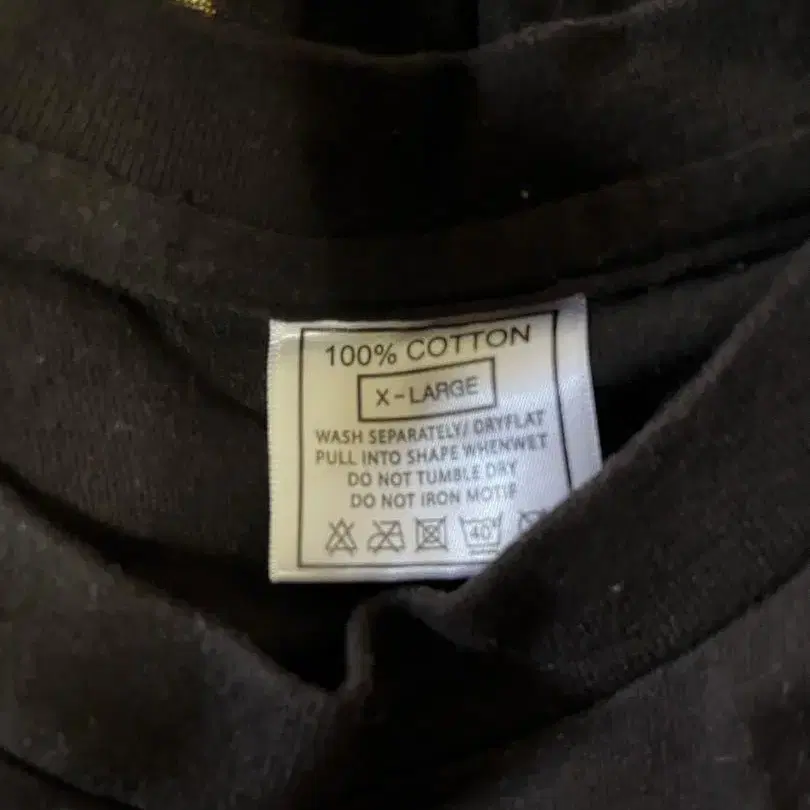 100% COTTON
X-LARGE
WASH SEPARATELY/ DRYFLAT
PULL INTO SHAPE WHENWET
DO NOT TUMBLE DRY
DO NOT IRON MOTIF
40°